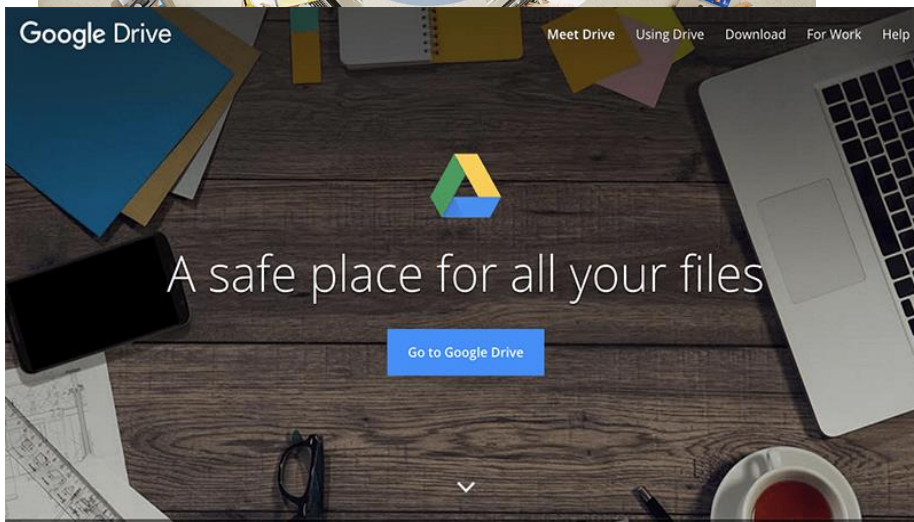 Google Drive
Meet Drive Using Drive Download For Work Help
A safe place for all your files
Go to Google Drive